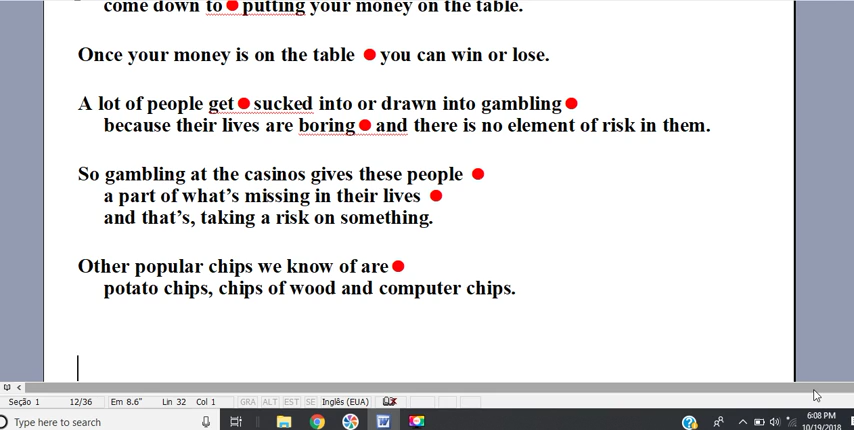 come down to putting your money on the table.
Once your money is on the table you can win or lose.
A lot of people get sucked into or drawn into gambling
because their lives are boring and there is no element of risk in them.
So gambling at the casinos gives these people
a part of what’s missing in their lives
and that’s, taking a risk on something.
Other popular chips we know of are
potato chips, chips of wood and computer chips.
Seção 1 12/36 Em 8.6" Lin 32 Col 1 GRA ALT EST SE Inglês (EUA)
Type here to search
6:08 PM
10/19/2018